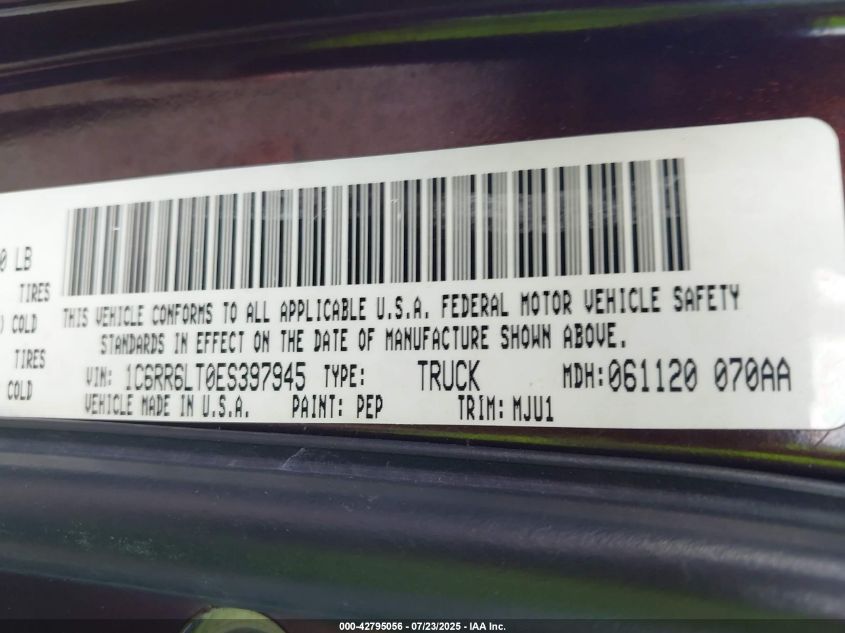 0 LB
TIRES
) COLD
TIRES
COLD
THIS VEHICLE CONFORMS TO ALL APPLICABLE U.S.A. FEDERAL MOTOR VEHICLE SAFETY
STANDARDS IN EFFECT ON THE DATE OF MANUFACTURE SHOWN ABOVE.
VIN: 1C6RR6LT0ES397945 TYPE: TRUCK MDH:061120 070AA
VEHICLE MADE IN U.S.A. PAINT: PEP TRIM: MJU1
000-42795056 - 07/23/2025 - IAA Inc.